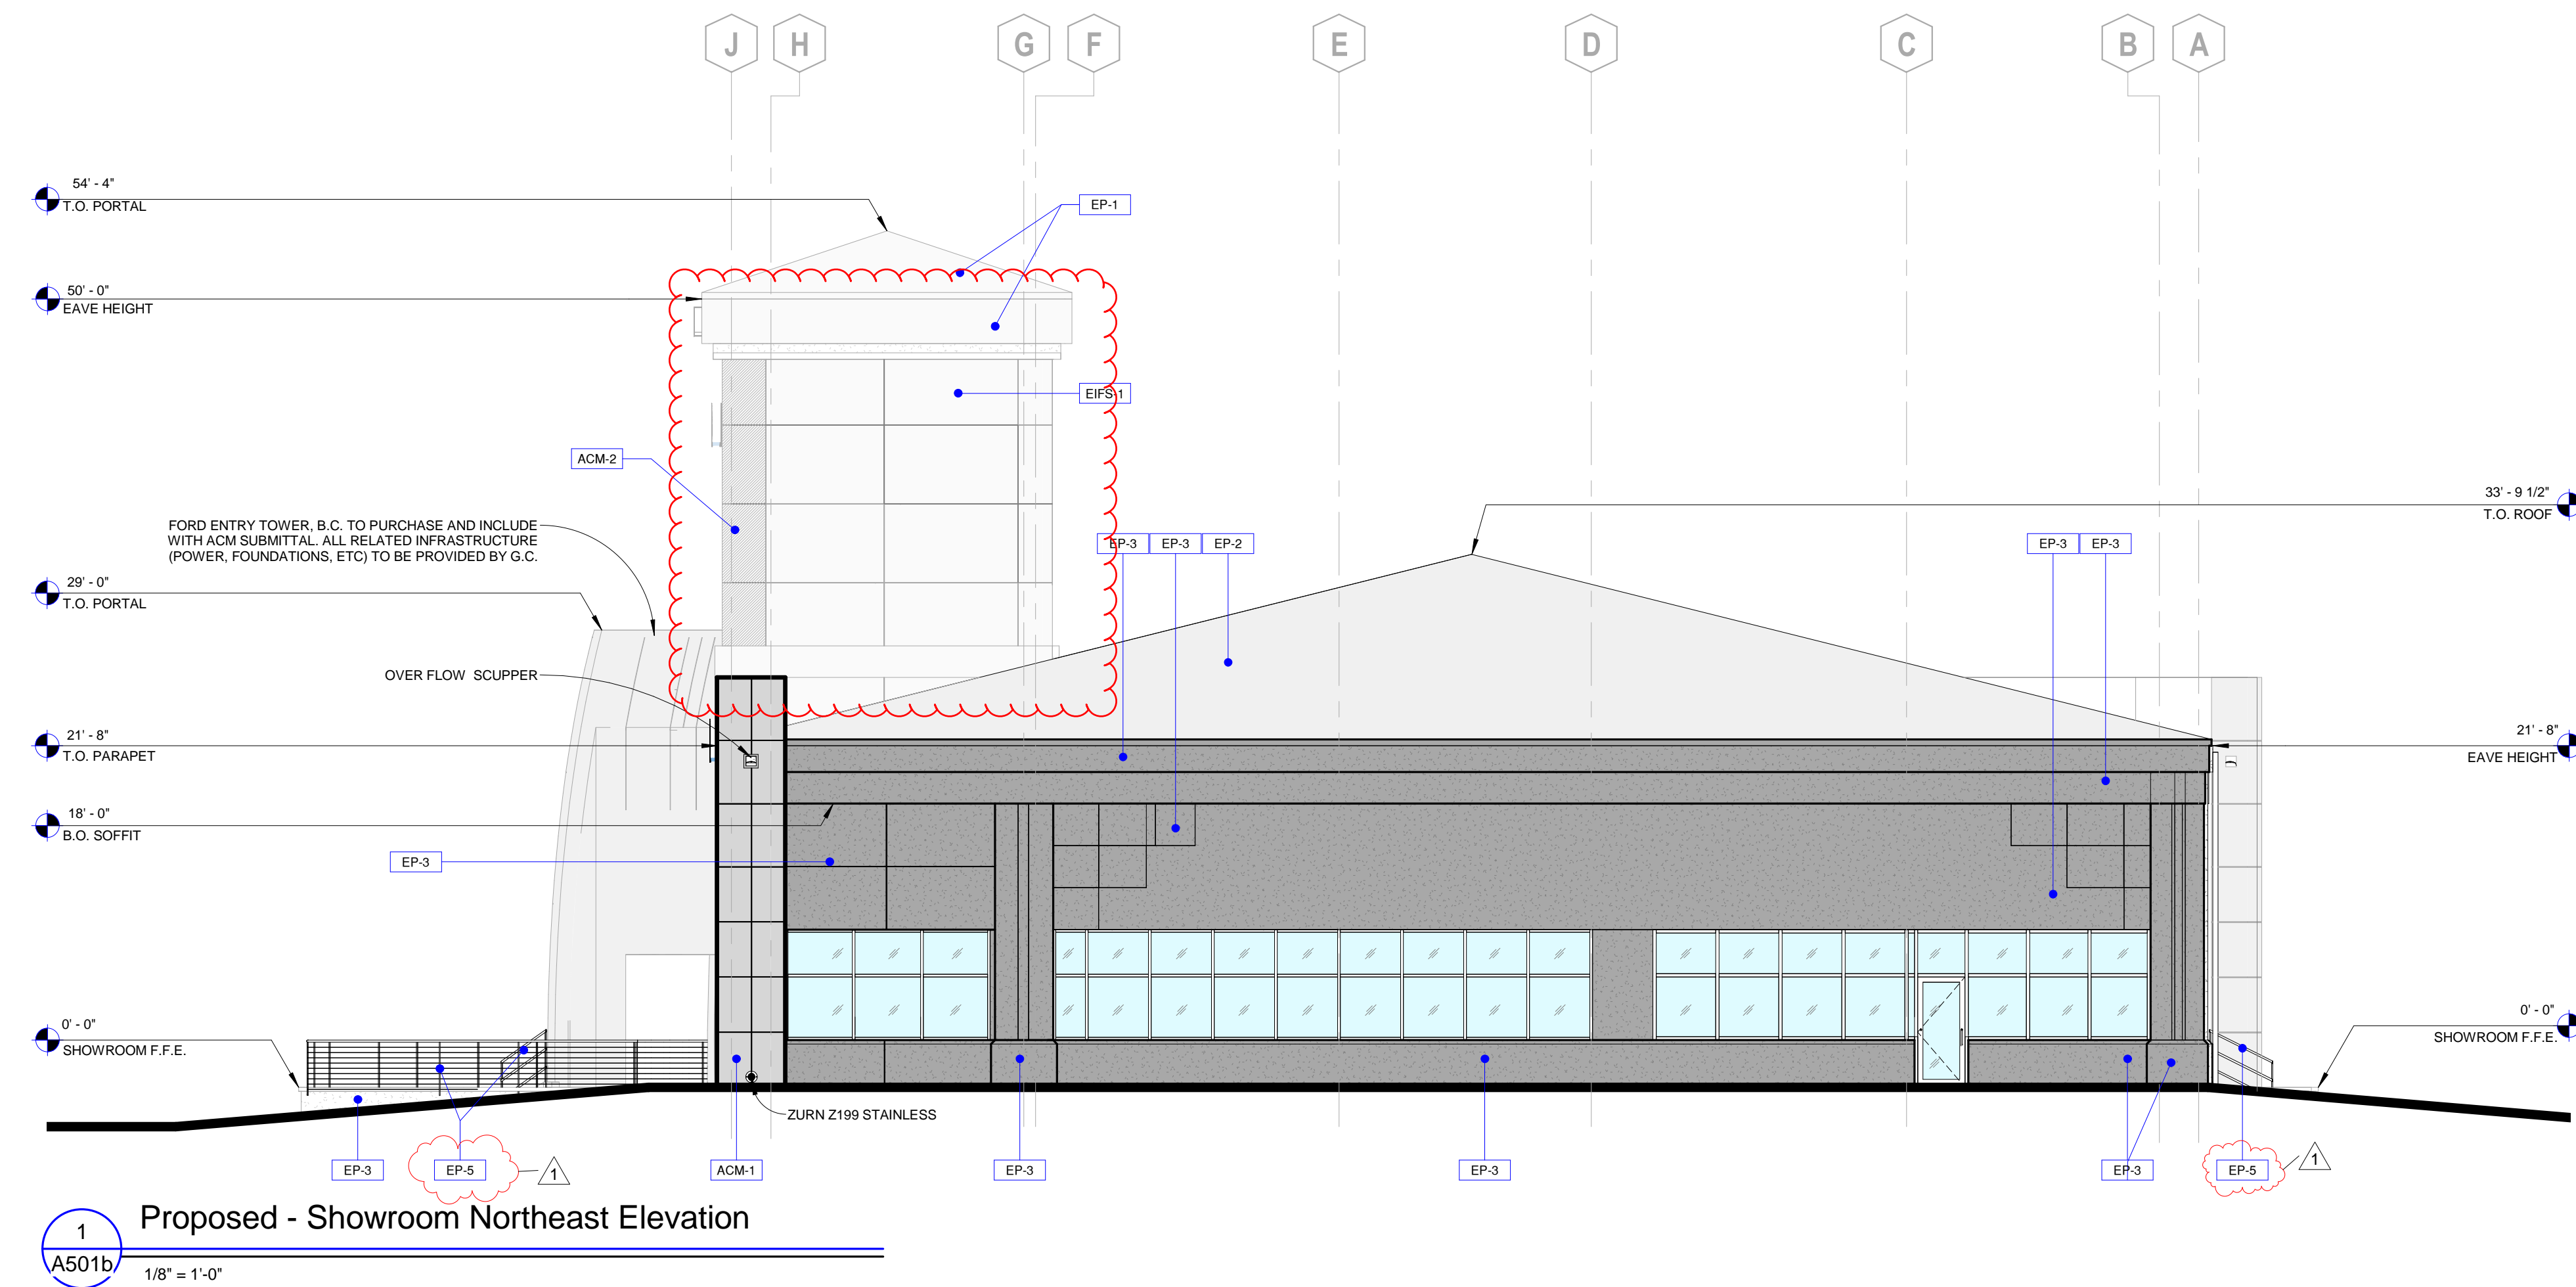 J H G F E D C B A
54' - 4"
T.O. PORTAL
EP-1
50' - 0"
EAVE HEIGHT
EIFS-1
ACM-2
33' - 9 1/2"
T.O. ROOF
FORD ENTRY TOWER, B.C. TO PURCHASE AND INCLUDE
WITH ACM SUBMITTAL. ALL RELATED INFRASTRUCTURE
(POWER, FOUNDATIONS, ETC) TO BE PROVIDED BY G.C.
EP-3 EP-3 EP-2 EP-3 EP-3
29' - 0"
T.O. PORTAL
OVER FLOW SCUPPER
21' - 8"
T.O. PARAPET
21' - 8"
EAVE HEIGHT
18' - 0"
B.O. SOFFIT
EP-3
0' - 0"
SHOWROOM F.F.E.
0' - 0"
SHOWROOM F.F.E.
ZURN Z199 STAINLESS
EP-3 EP-5 1 ACM-1 EP-3 EP-3 EP-3 EP-5 1
1
A501b
Proposed - Showroom Northeast Elevation
1/8" = 1'-0"